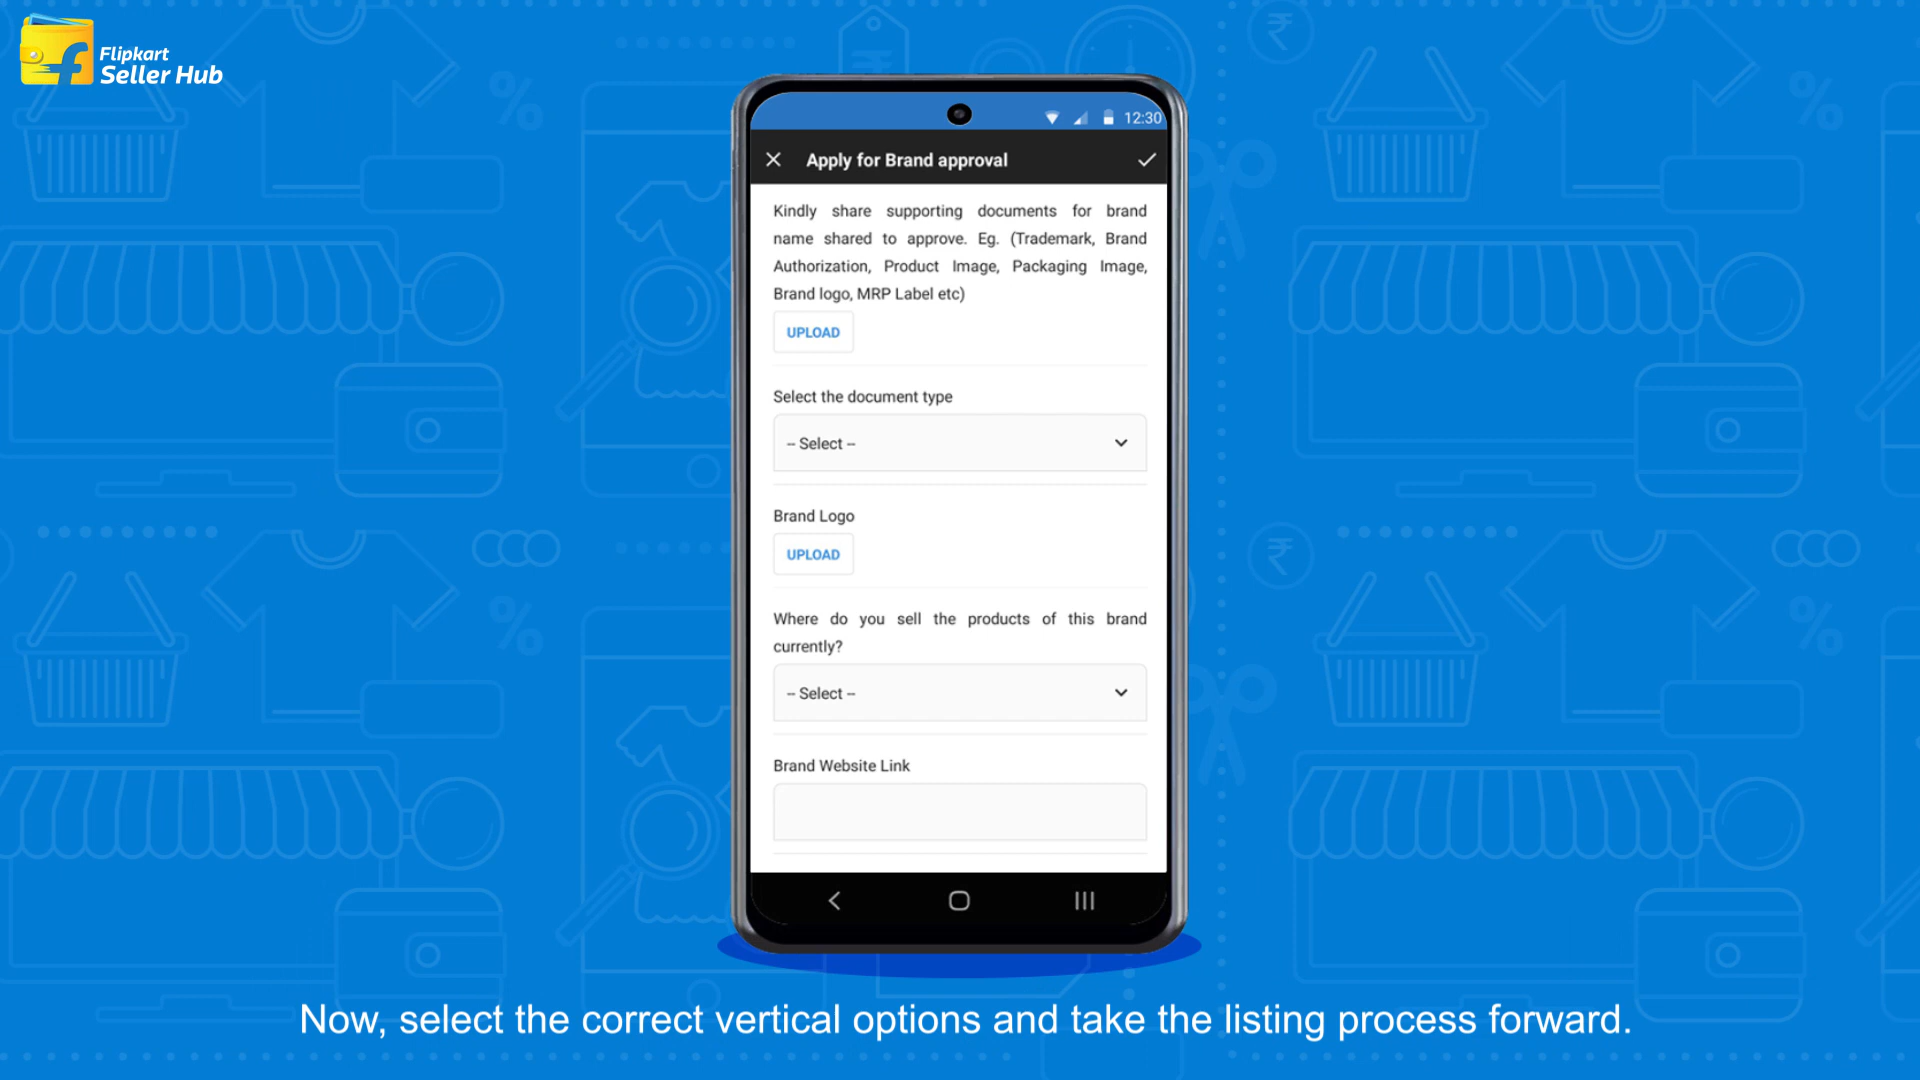 Flipkart
Seller Hub
12:30
Apply for Brand approval
Kindly share supporting documents for brand
name shared to approve. Eg. (Trademark, Brand
Authorization, Product Image, Packaging Image,
Brand logo, MRP Label etc)
UPLOAD
Select the document type
-- Select --
Brand Logo
UPLOAD
Where do you sell the products of this brand
currently?
-- Select --
Brand Website Link
Now, select the correct vertical options and take the listing process forward.